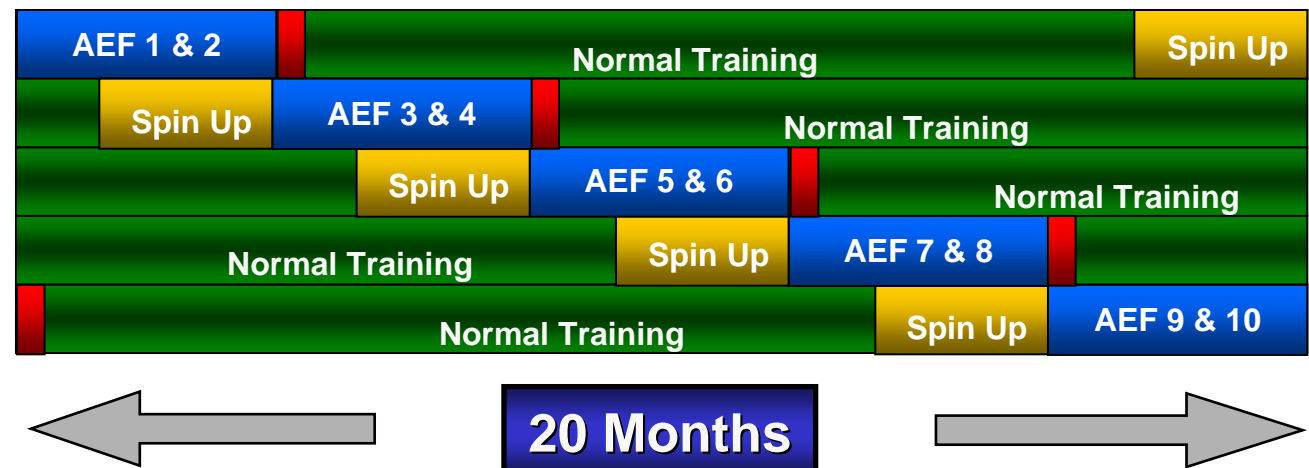 AEF 1 & 2
Normal Training
Spin Up
Spin Up
AEF 3 & 4
Normal Training
Spin Up
AEF 5 & 6
Normal Training
Normal Training
Spin Up
AEF 7 & 8
Normal Training
Spin Up
AEF 9 & 10
20 Months